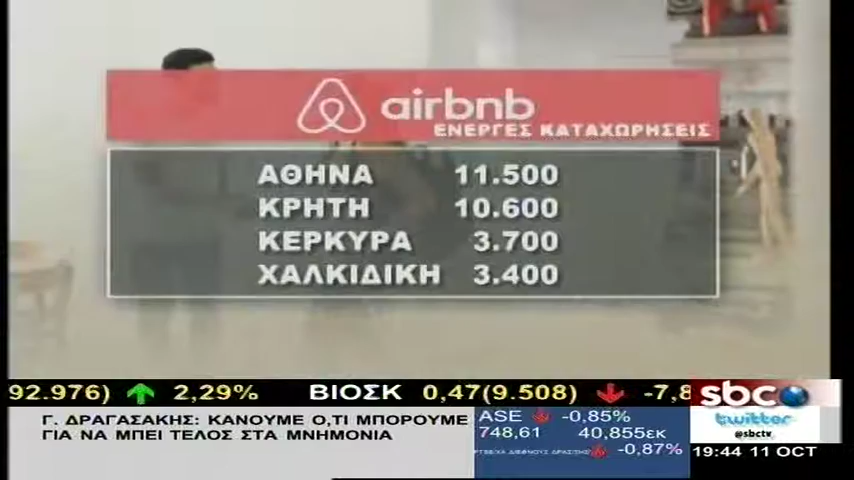 airbnb
ΕΝΕΡΓΕΣ ΚΑΤΑΧΩΡΗΣΕΙΣ
ΑΘΗΝΑ 11.500
ΚΡΗΤΗ 10.600
ΚΕΡΚΥΡΑ 3.700
ΧΑΛΚΙΔΙΚΗ 3.400
92.976) 2,29% ΒΙΟΣΚ 0,47(9.508) -7,8
sbc
twitter
@sbctv
Γ. ΔΡΑΓΑΣΑΚΗΣ: ΚΑΝΟΥΜΕ Ο,ΤΙ ΜΠΟΡΟΥΜΕ
ΓΙΑ ΝΑ ΜΠΕΙ ΤΕΛΟΣ ΣΤΑ ΜΝΗΜΟΝΙΑ
ASE -0,85%
748,61 40,855εκ
-0,87%
19:44 11 OCT